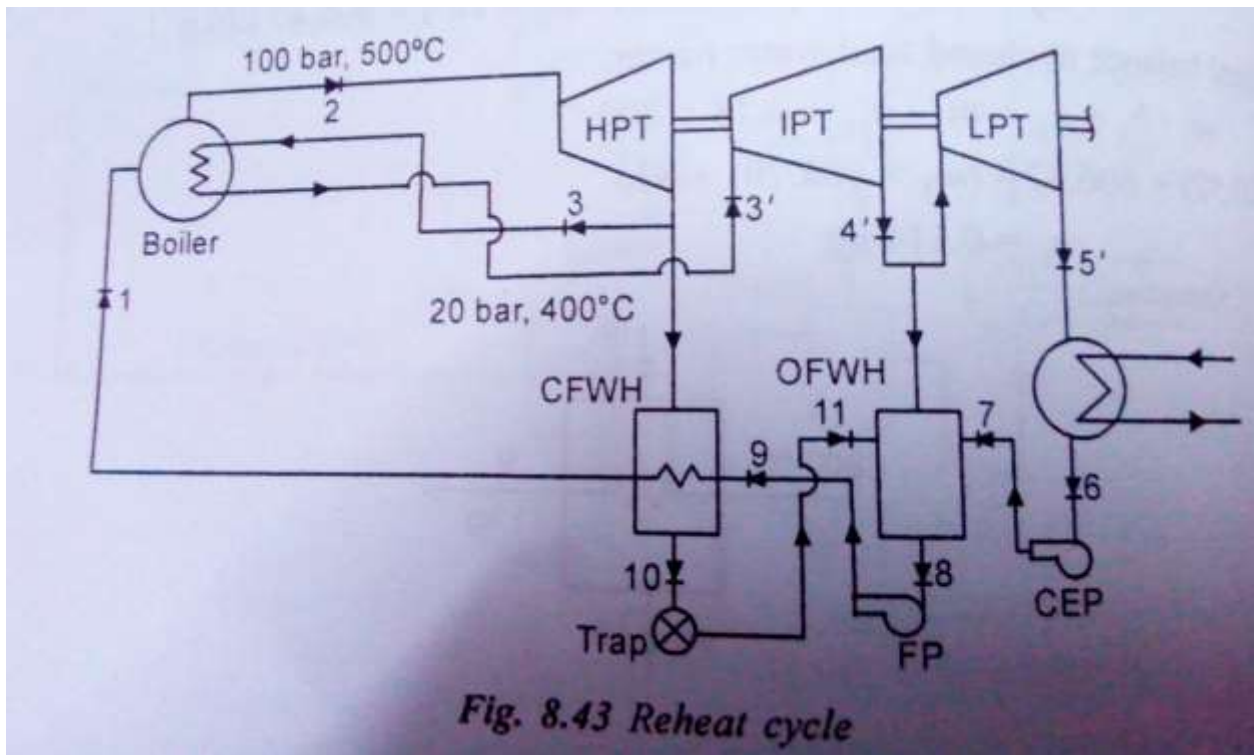 100 bar, 500°C
2
HPT
IPT
LPT
Boiler
3
3'
4'
5'
1
20 bar, 400°C
CFWH
OFWH
11
7
9
6
10
8
CEP
Trap
FP
Fig. 8.43 Reheat cycle